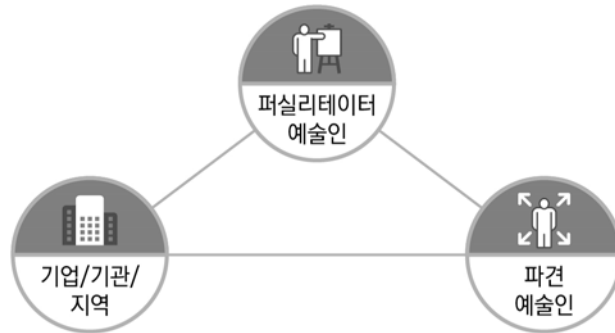 퍼실리테이터
예술인
기업/기관/
지역
파견
예술인